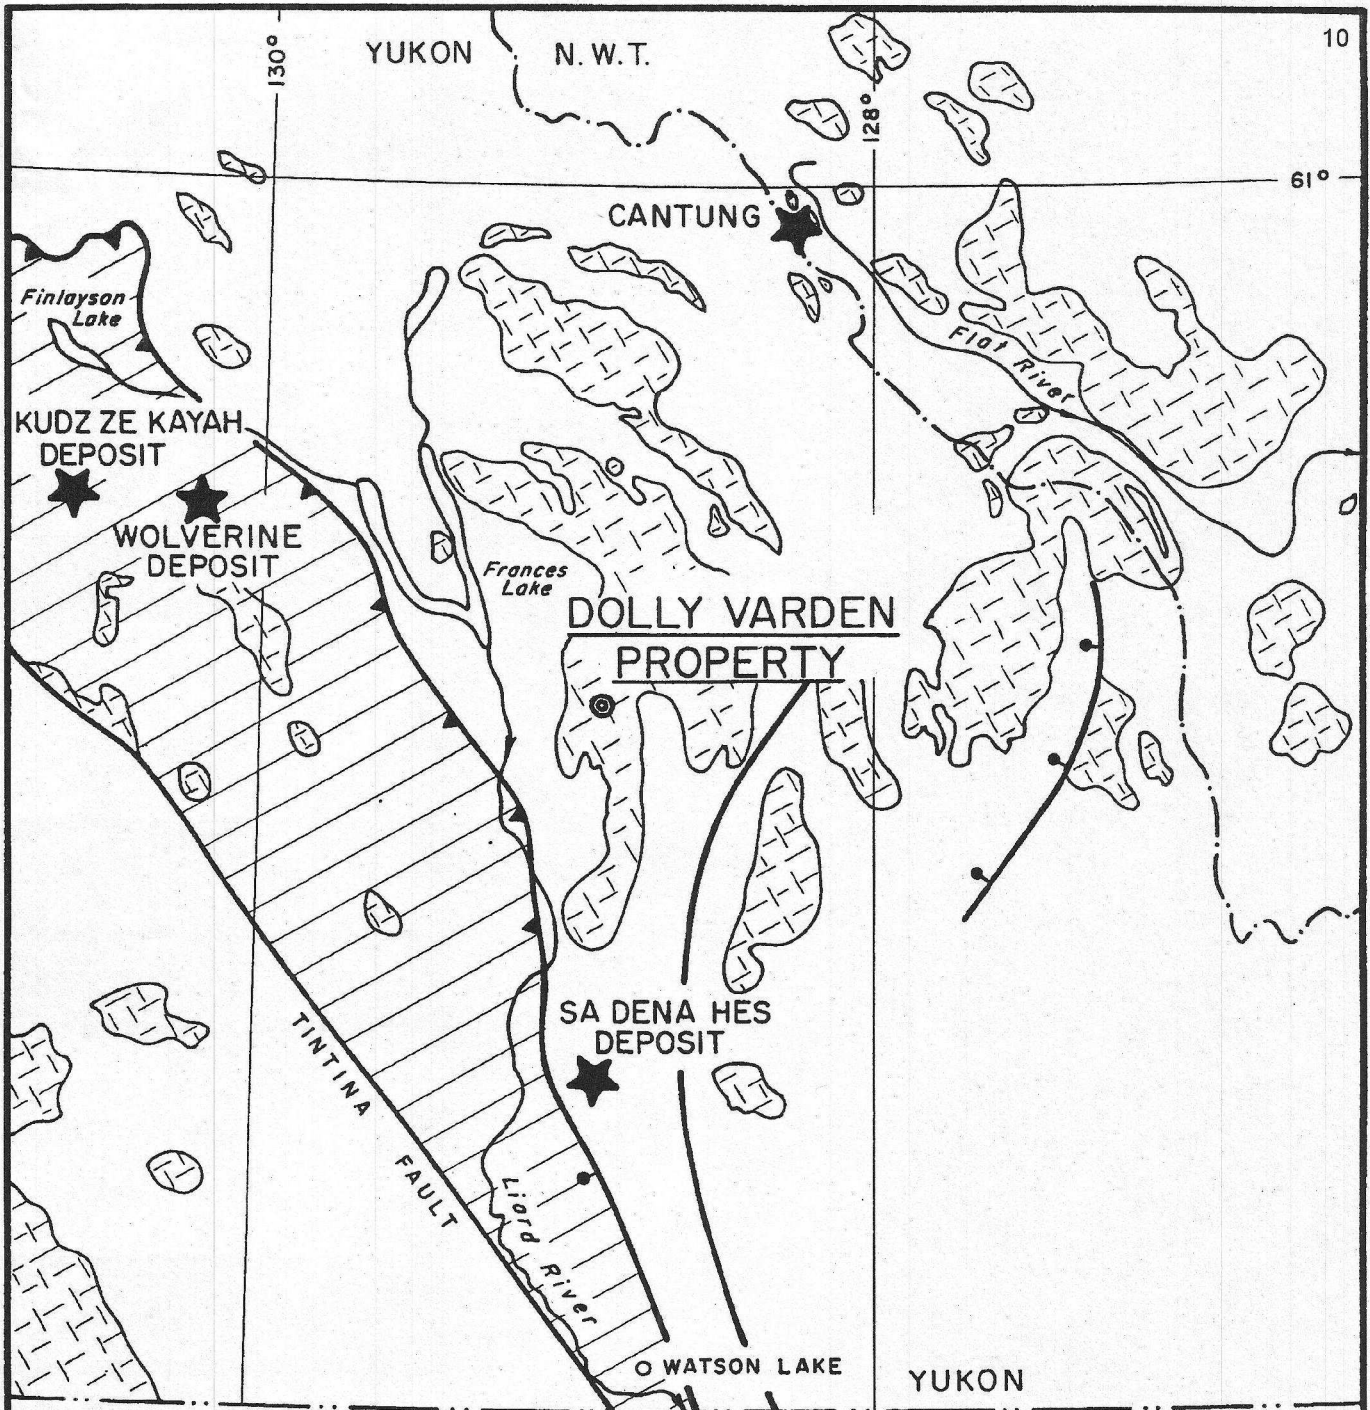 10
YUKON
N.W.T.
130°
128°
61°
CANTUNG
Finlayson
Lake
Flat River
KUDZ ZE KAYAH
DEPOSIT
WOLVERINE
DEPOSIT
Frances
Lake
DOLLY VARDEN
PROPERTY
SA DENA HES
DEPOSIT
TINTINA FAULT
Liard River
WATSON LAKE
YUKON